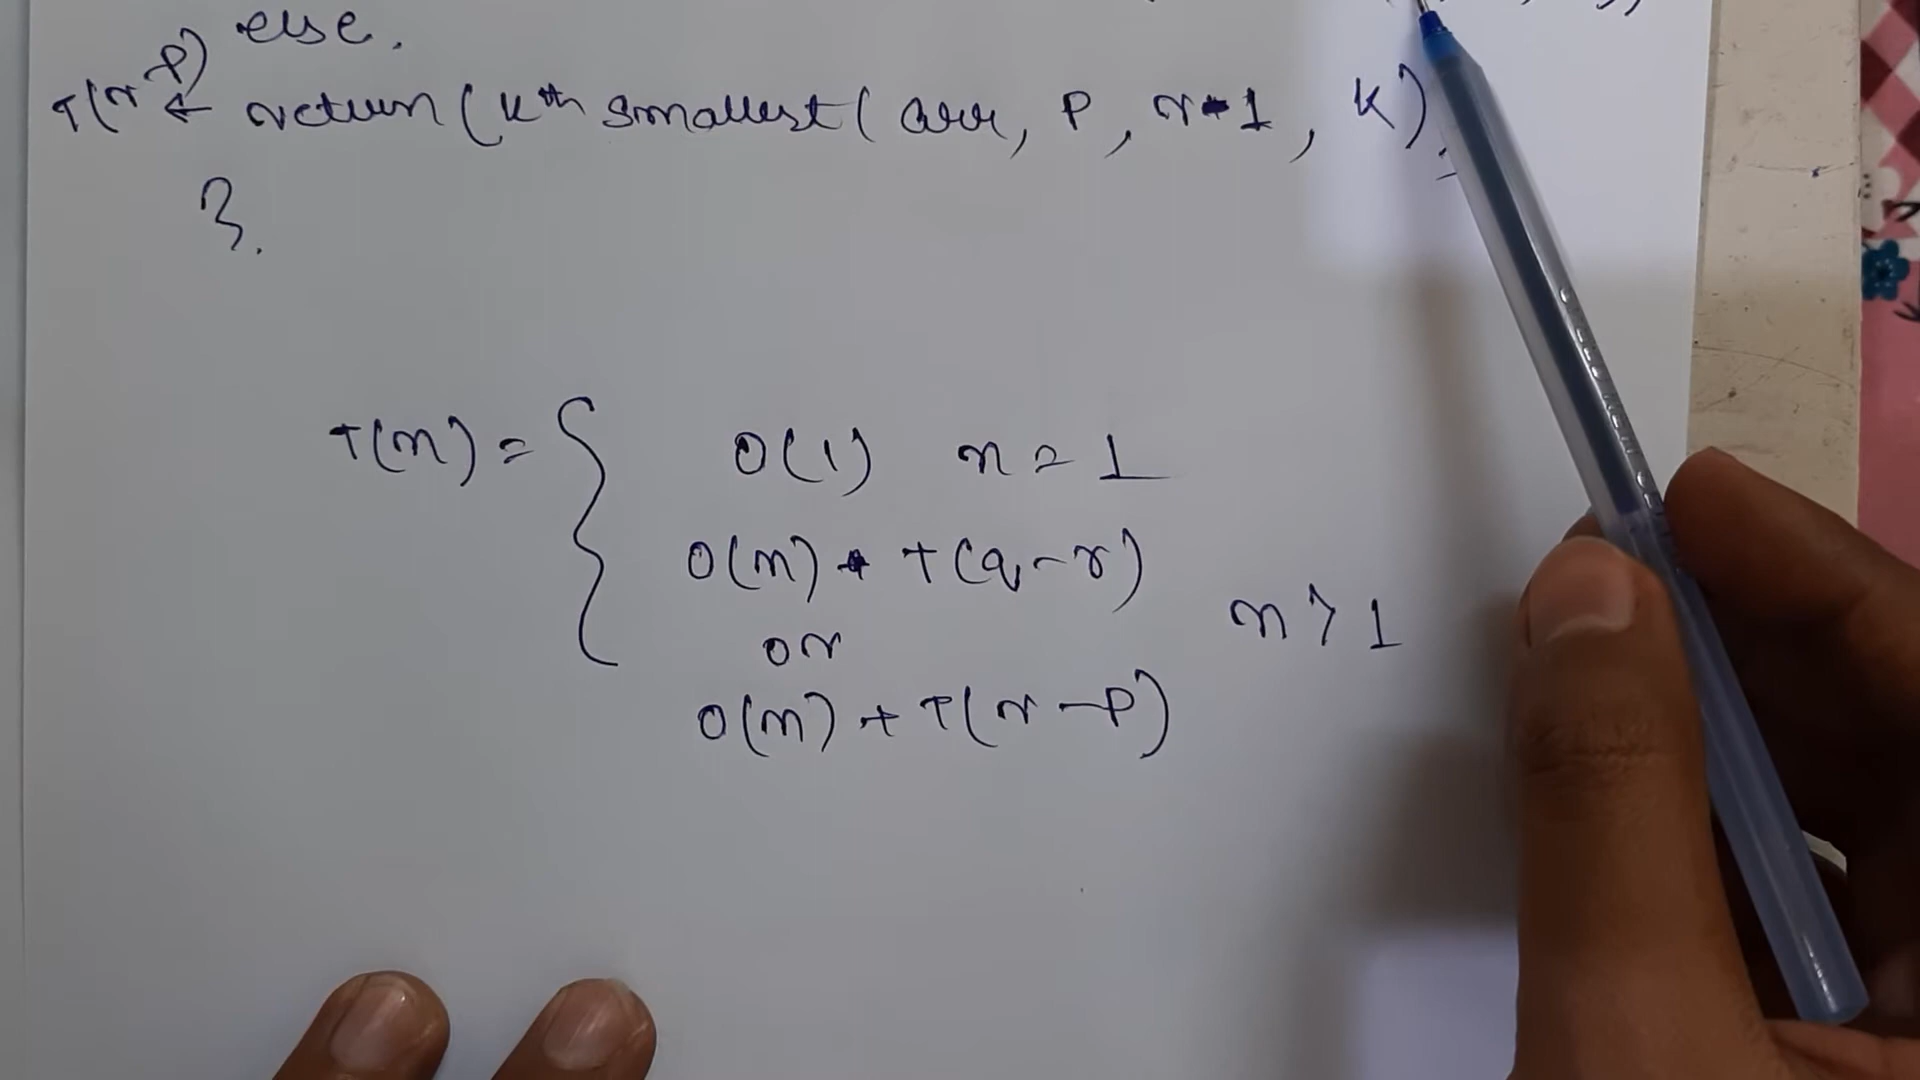 else.
T(r-p) ← return (kth smallest (arr, P, r-1, k);
}.
T(n) = { O(1) n = 1
O(n) + T(q-r)
or n > 1
O(n) + T(r-P)